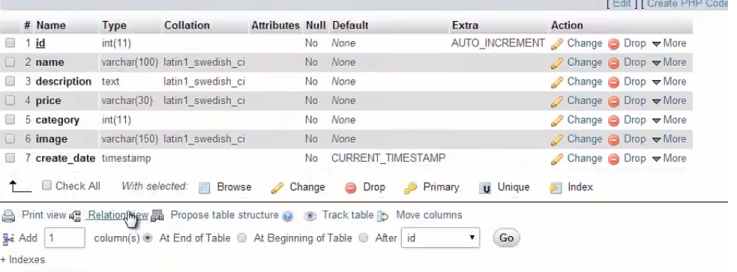 [ Edit ] [ Create PHP Code
# Name Type Collation Attributes Null Default Extra Action
1 id int(11) No None AUTO_INCREMENT Change Drop More
2 name varchar(100) latin1_swedish_ci No None Change Drop More
3 description text latin1_swedish_ci No None Change Drop More
4 price varchar(30) latin1_swedish_ci No None Change Drop More
5 category int(11) No None Change Drop More
6 image varchar(150) latin1_swedish_ci No None Change Drop More
7 create_date timestamp No CURRENT_TIMESTAMP Change Drop More
Check All With selected: Browse Change Drop Primary Unique Index
Print view Relation view Propose table structure Track table Move columns
Add 1 column(s) At End of Table At Beginning of Table After id Go
+ Indexes